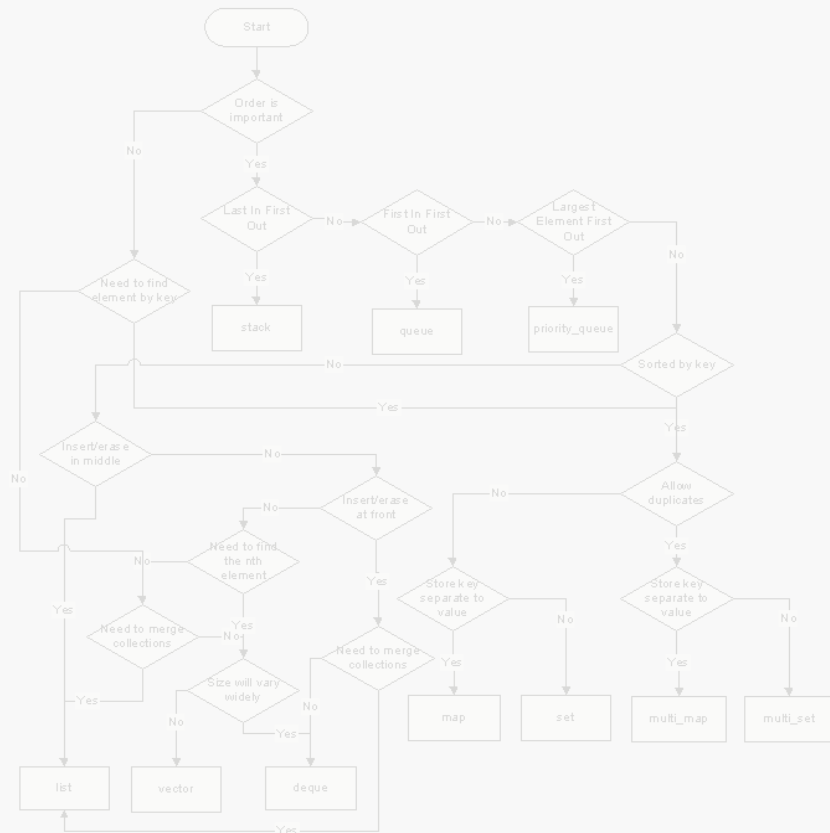 Start
Order is
important
No
Yes
Last In First
Out
No
First In First
Out
No
Largest
Element First
Out
No
Need to find
element by key
Yes
Yes
Yes
stack
queue
priority_queue
No
Sorted by key
Yes
Yes
Insert/erase
in middle
No
No
Insert/erase
at front
No
Allow
duplicates
No
Need to find
the nth
element
No
Yes
Yes
Store key
separate to
value
Store key
separate to
value
Yes
Need to merge
collections
No
Yes
Need to merge
collections
No
No
Yes
Yes
Size will vary
widely
Yes
No
No
Yes
map
set
multi_map
multi_set
list
vector
deque
Yes